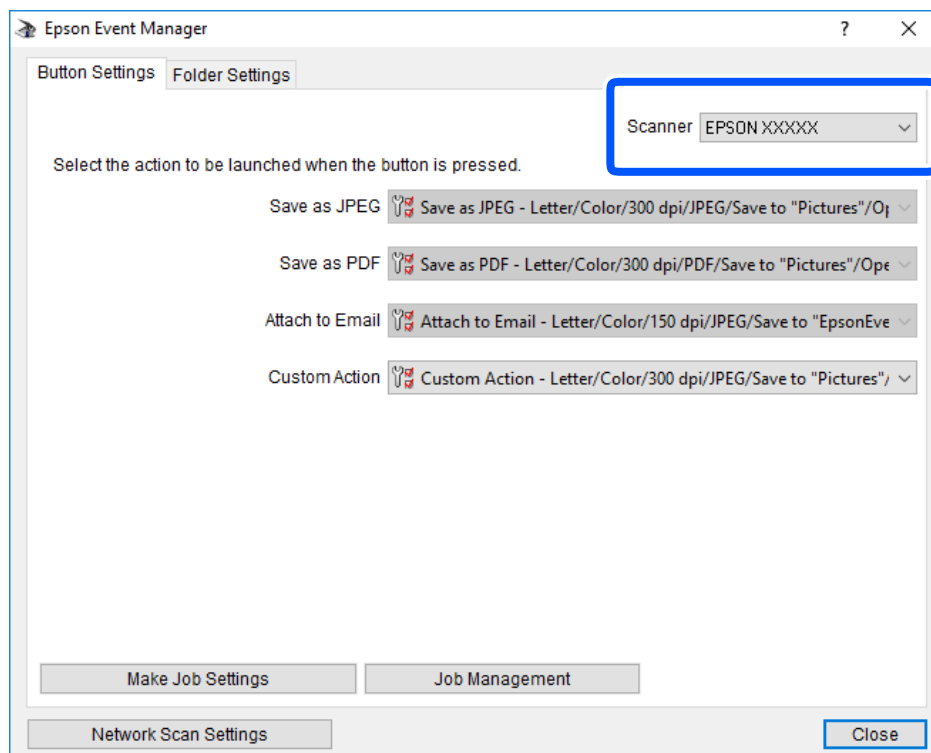 Epson Event Manager
Button Settings
Folder Settings
Scanner EPSON XXXXX
Select the action to be launched when the button is pressed.
Save as JPEG Save as JPEG - Letter/Color/300 dpi/JPEG/Save to "Pictures"/Op
Save as PDF Save as PDF - Letter/Color/300 dpi/PDF/Save to "Pictures"/Ope
Attach to Email Attach to Email - Letter/Color/150 dpi/JPEG/Save to "EpsonEve
Custom Action Custom Action - Letter/Color/300 dpi/JPEG/Save to "Pictures"/
Make Job Settings
Job Management
Network Scan Settings
Close